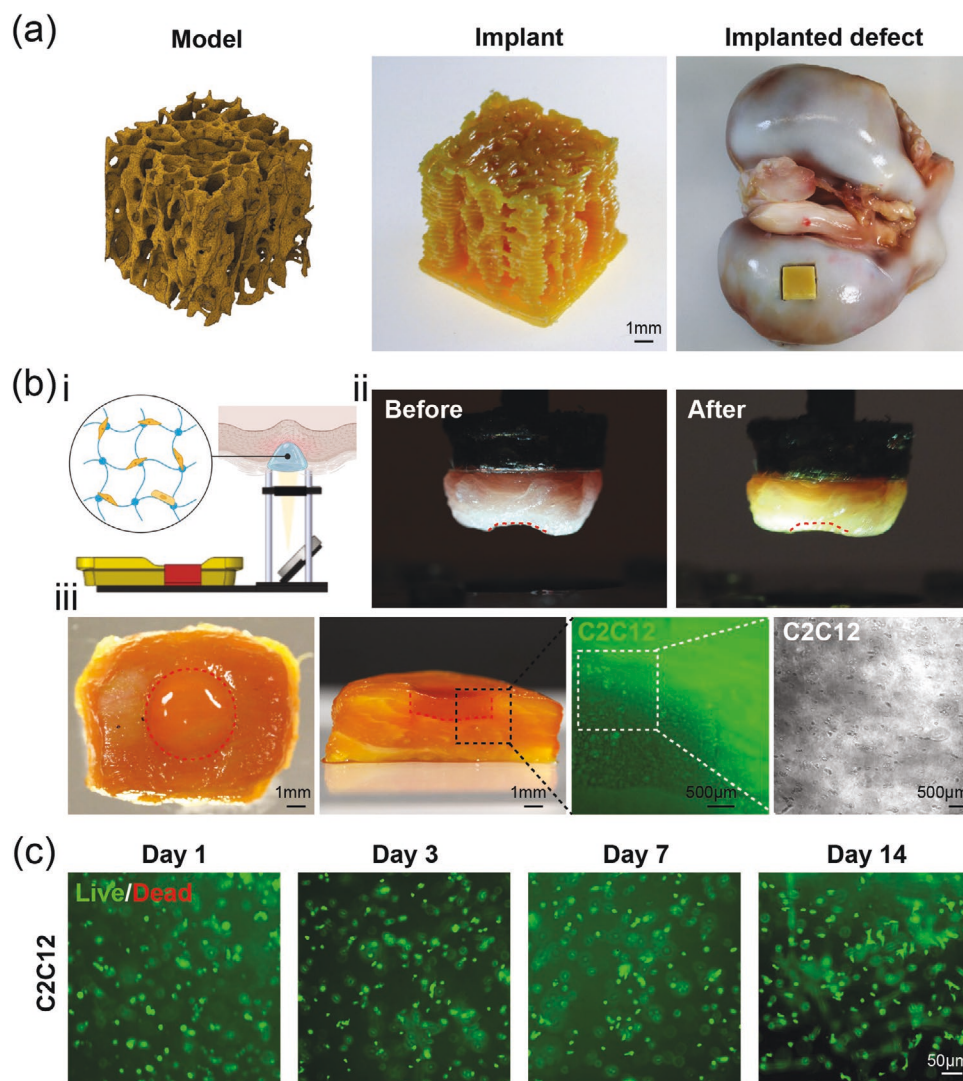 (a)
Model
Implant
Implanted defect
1mm
(b)
i
ii
Before
After
iii
1mm
1mm
C2C12
500µm
C2C12
500µm
(c)
Day 1
Day 3
Day 7
Day 14
Live/Dead
C2C12
50µm